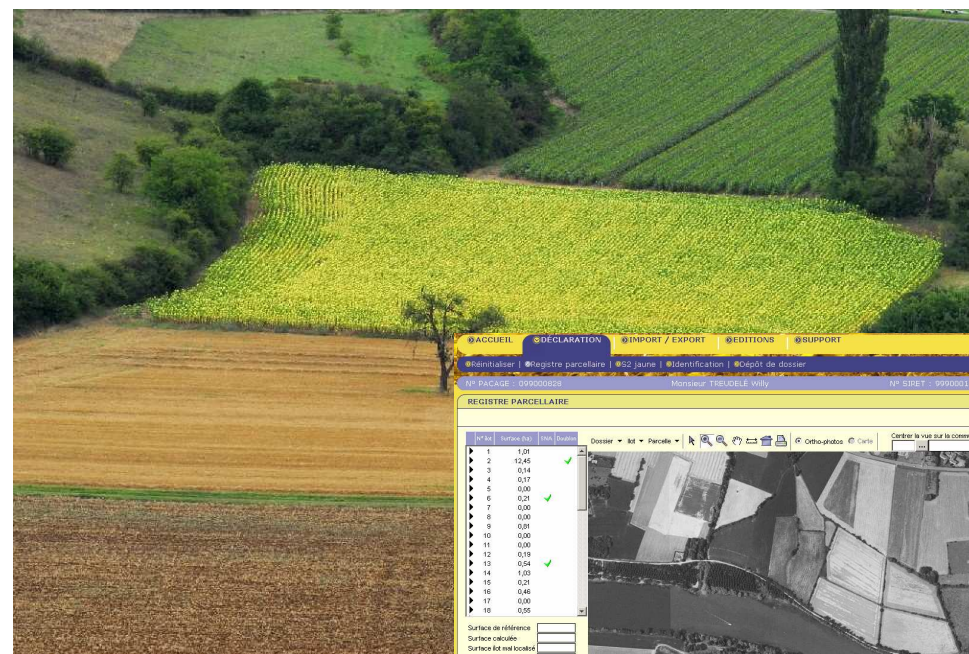 ACCUEIL DÉCLARATION IMPORT / EXPORT EDITIONS SUPPORT
Réinitialiser | Registre parcellaire | S2 jaune | Identification | Dépôt de dossier
N° PACAGE : 099000828 Monsieur TREUDELÉ Willy N° SIRET : 9990001
REGISTRE PARCELLAIRE
N° îlot Surface (ha) SNA Doublon
Dossier Ilot Parcelle Ortho-photos Carte Centrer la vue sur la comm
1 1,01
2 12,45
3 0,14
4 0,17
5 0,00
6 0,21
7 0,00
8 0,00
9 0,81
10 0,00
11 0,00
12 0,19
13 0,54
14 1,03
15 0,21
16 0,46
17 0,00
18 0,55
Surface de référence
Surface calculée
Surface îlot mal localisé